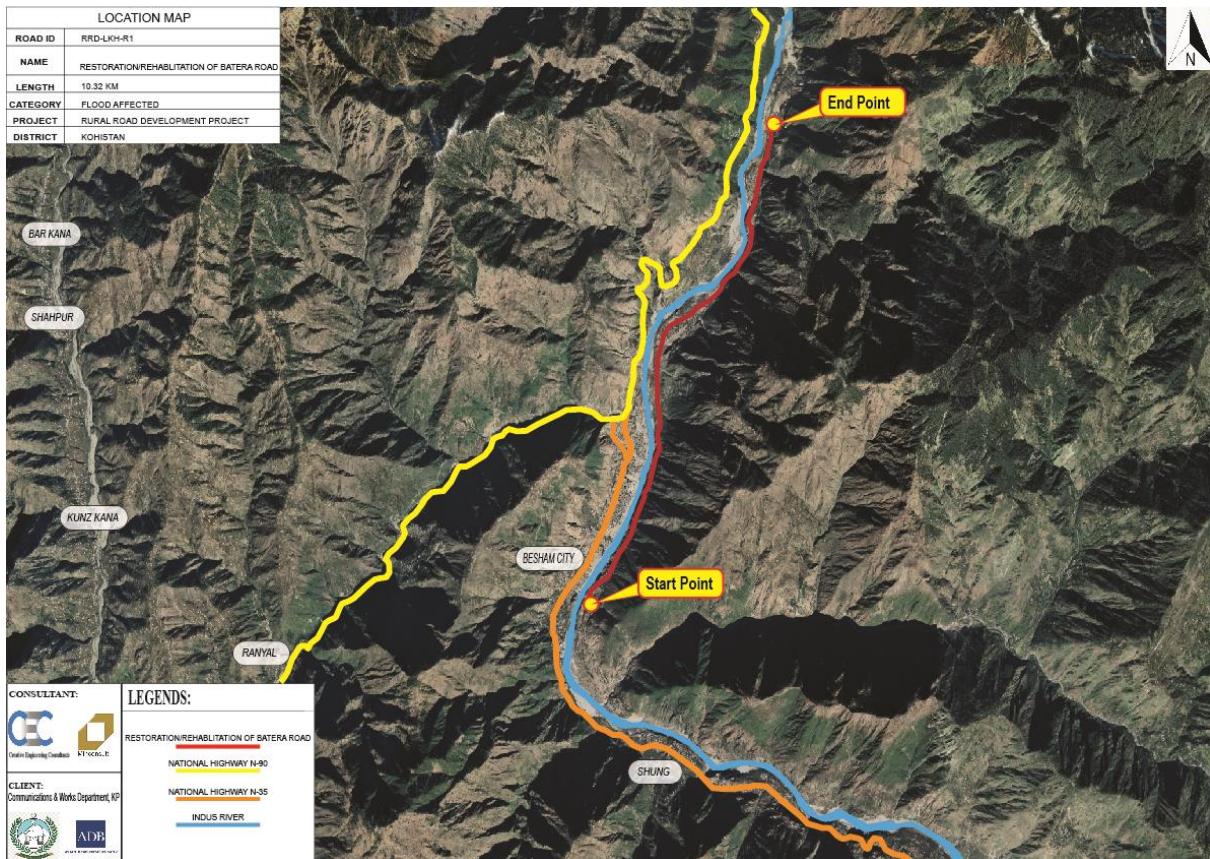 LOCATION MAP
ROAD ID RRD-LKH-R1
NAME RESTORATION/REHABLITATION OF BATERA ROAD
LENGTH 10.32 KM
CATEGORY FLOOD AFFECTED
PROJECT RURAL ROAD DEVELOPMENT PROJECT
DISTRICT KOHISTAN
N
End Point
BAR KANA
SHAHPUR
KUNZ KANA
BESHAM CITY
Start Point
RANYAL
SHUNG
CONSULTANT:
Creative Engineering Consultants
CLIENT:
Communications & Works Department, KP
ADB
LEGENDS:
RESTORATION/REHABLITATION OF BATERA ROAD
NATIONAL HIGHWAY N-90
NATIONAL HIGHWAY N-35
INDUS RIVER